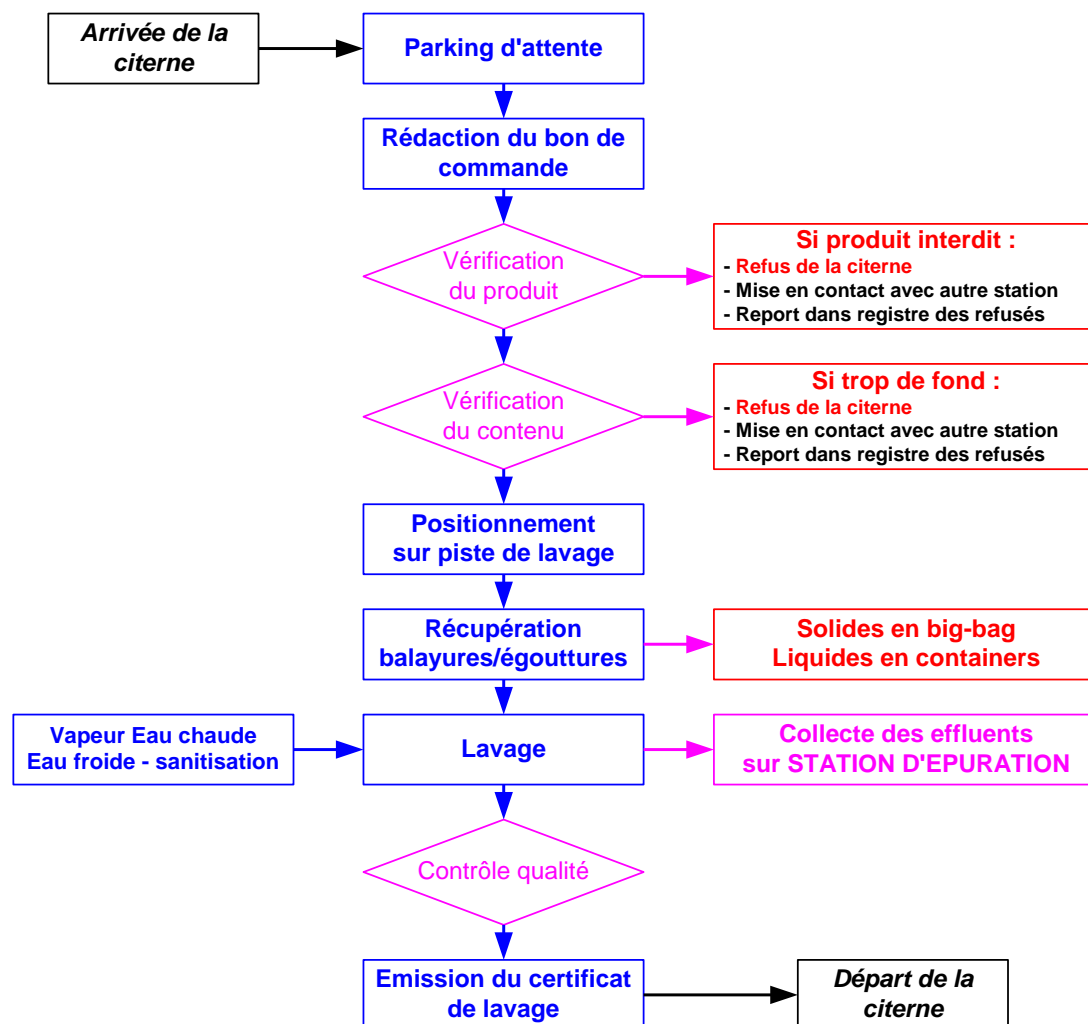 Arrivée de la
citerne
Parking d'attente
Rédaction du bon de
commande
Vérification
du produit
Si produit interdit :
- Refus de la citerne
- Mise en contact avec autre station
- Report dans registre des refusés
Vérification
du contenu
Si trop de fond :
- Refus de la citerne
- Mise en contact avec autre station
- Report dans registre des refusés
Positionnement
sur piste de lavage
Récupération
balayures/égouttures
Solides en big-bag
Liquides en containers
Vapeur Eau chaude
Eau froide - sanitisation
Lavage
Collecte des effluents
sur STATION D'EPURATION
Contrôle qualité
Emission du certificat
de lavage
Départ de la
citerne